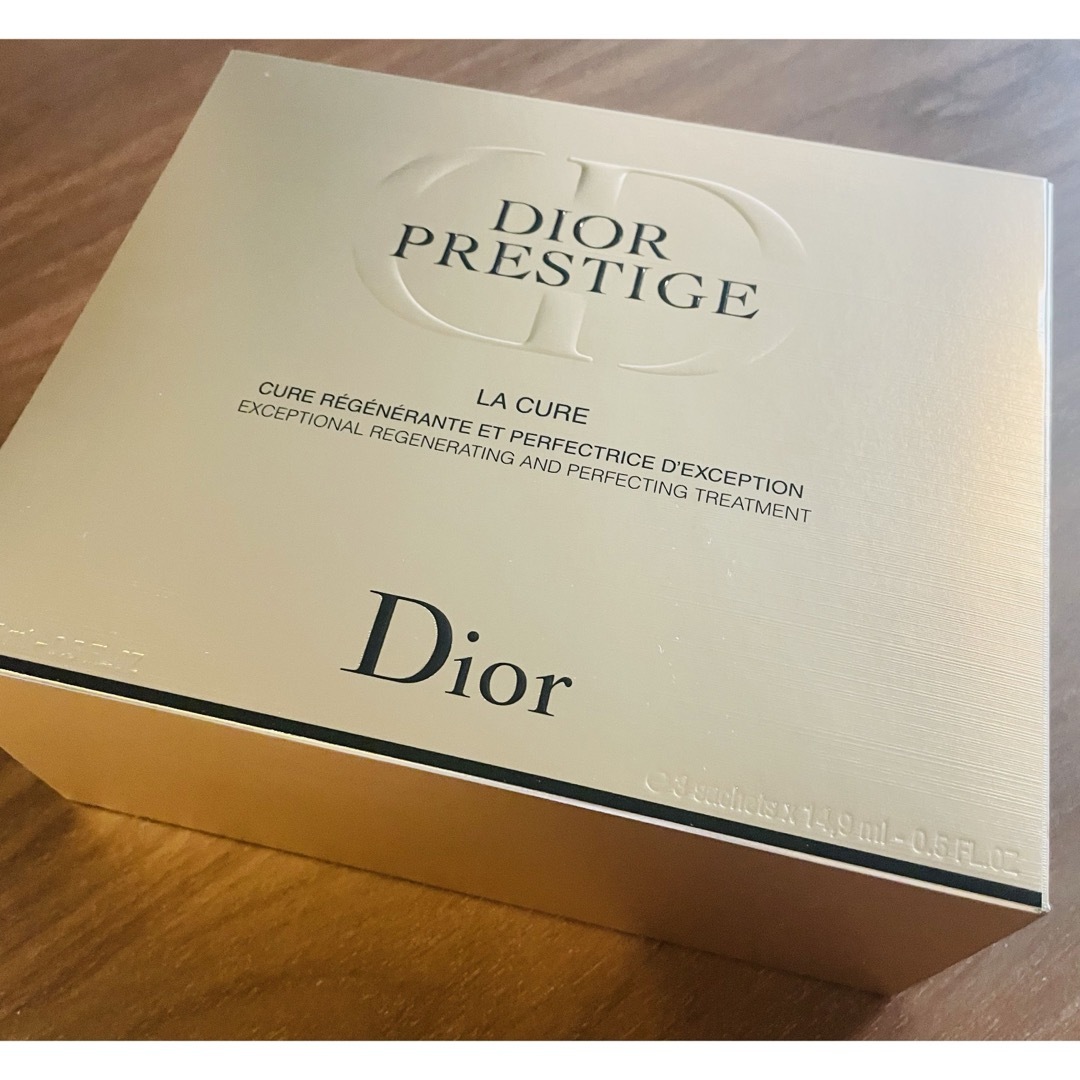 DIOR
PRESTIGE
LA CURE
CURE RÉGÉNÉRANTE ET PERFECTRICE D'EXCEPTION
EXCEPTIONAL REGENERATING AND PERFECTING TREATMENT
Dior
sachets x 14,9 ml - 0.5 FL.OZ